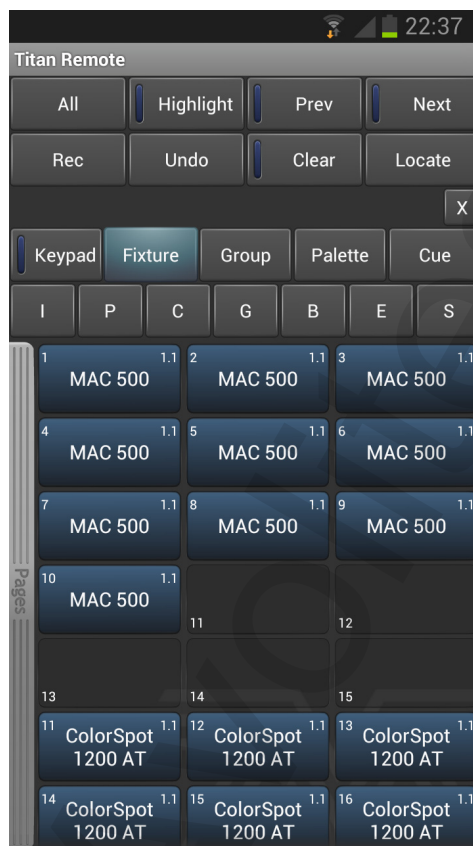 22:37
Titan Remote
All Highlight Prev Next
Rec Undo Clear Locate
X
Keypad Fixture Group Palette Cue
I P C G B E S
1 1.1 2 1.1 3 1.1
MAC 500 MAC 500 MAC 500
4 1.1 5 1.1 6 1.1
MAC 500 MAC 500 MAC 500
7 1.1 8 1.1 9 1.1
MAC 500 MAC 500 MAC 500
Pages
10 1.1
MAC 500
11 12
13 14 15
11 1.1 12 1.1 13 1.1
ColorSpot ColorSpot ColorSpot
1200 AT 1200 AT 1200 AT
14 1.1 15 1.1 16 1.1
ColorSpot ColorSpot ColorSpot
1200 AT 1200 AT 1200 AT